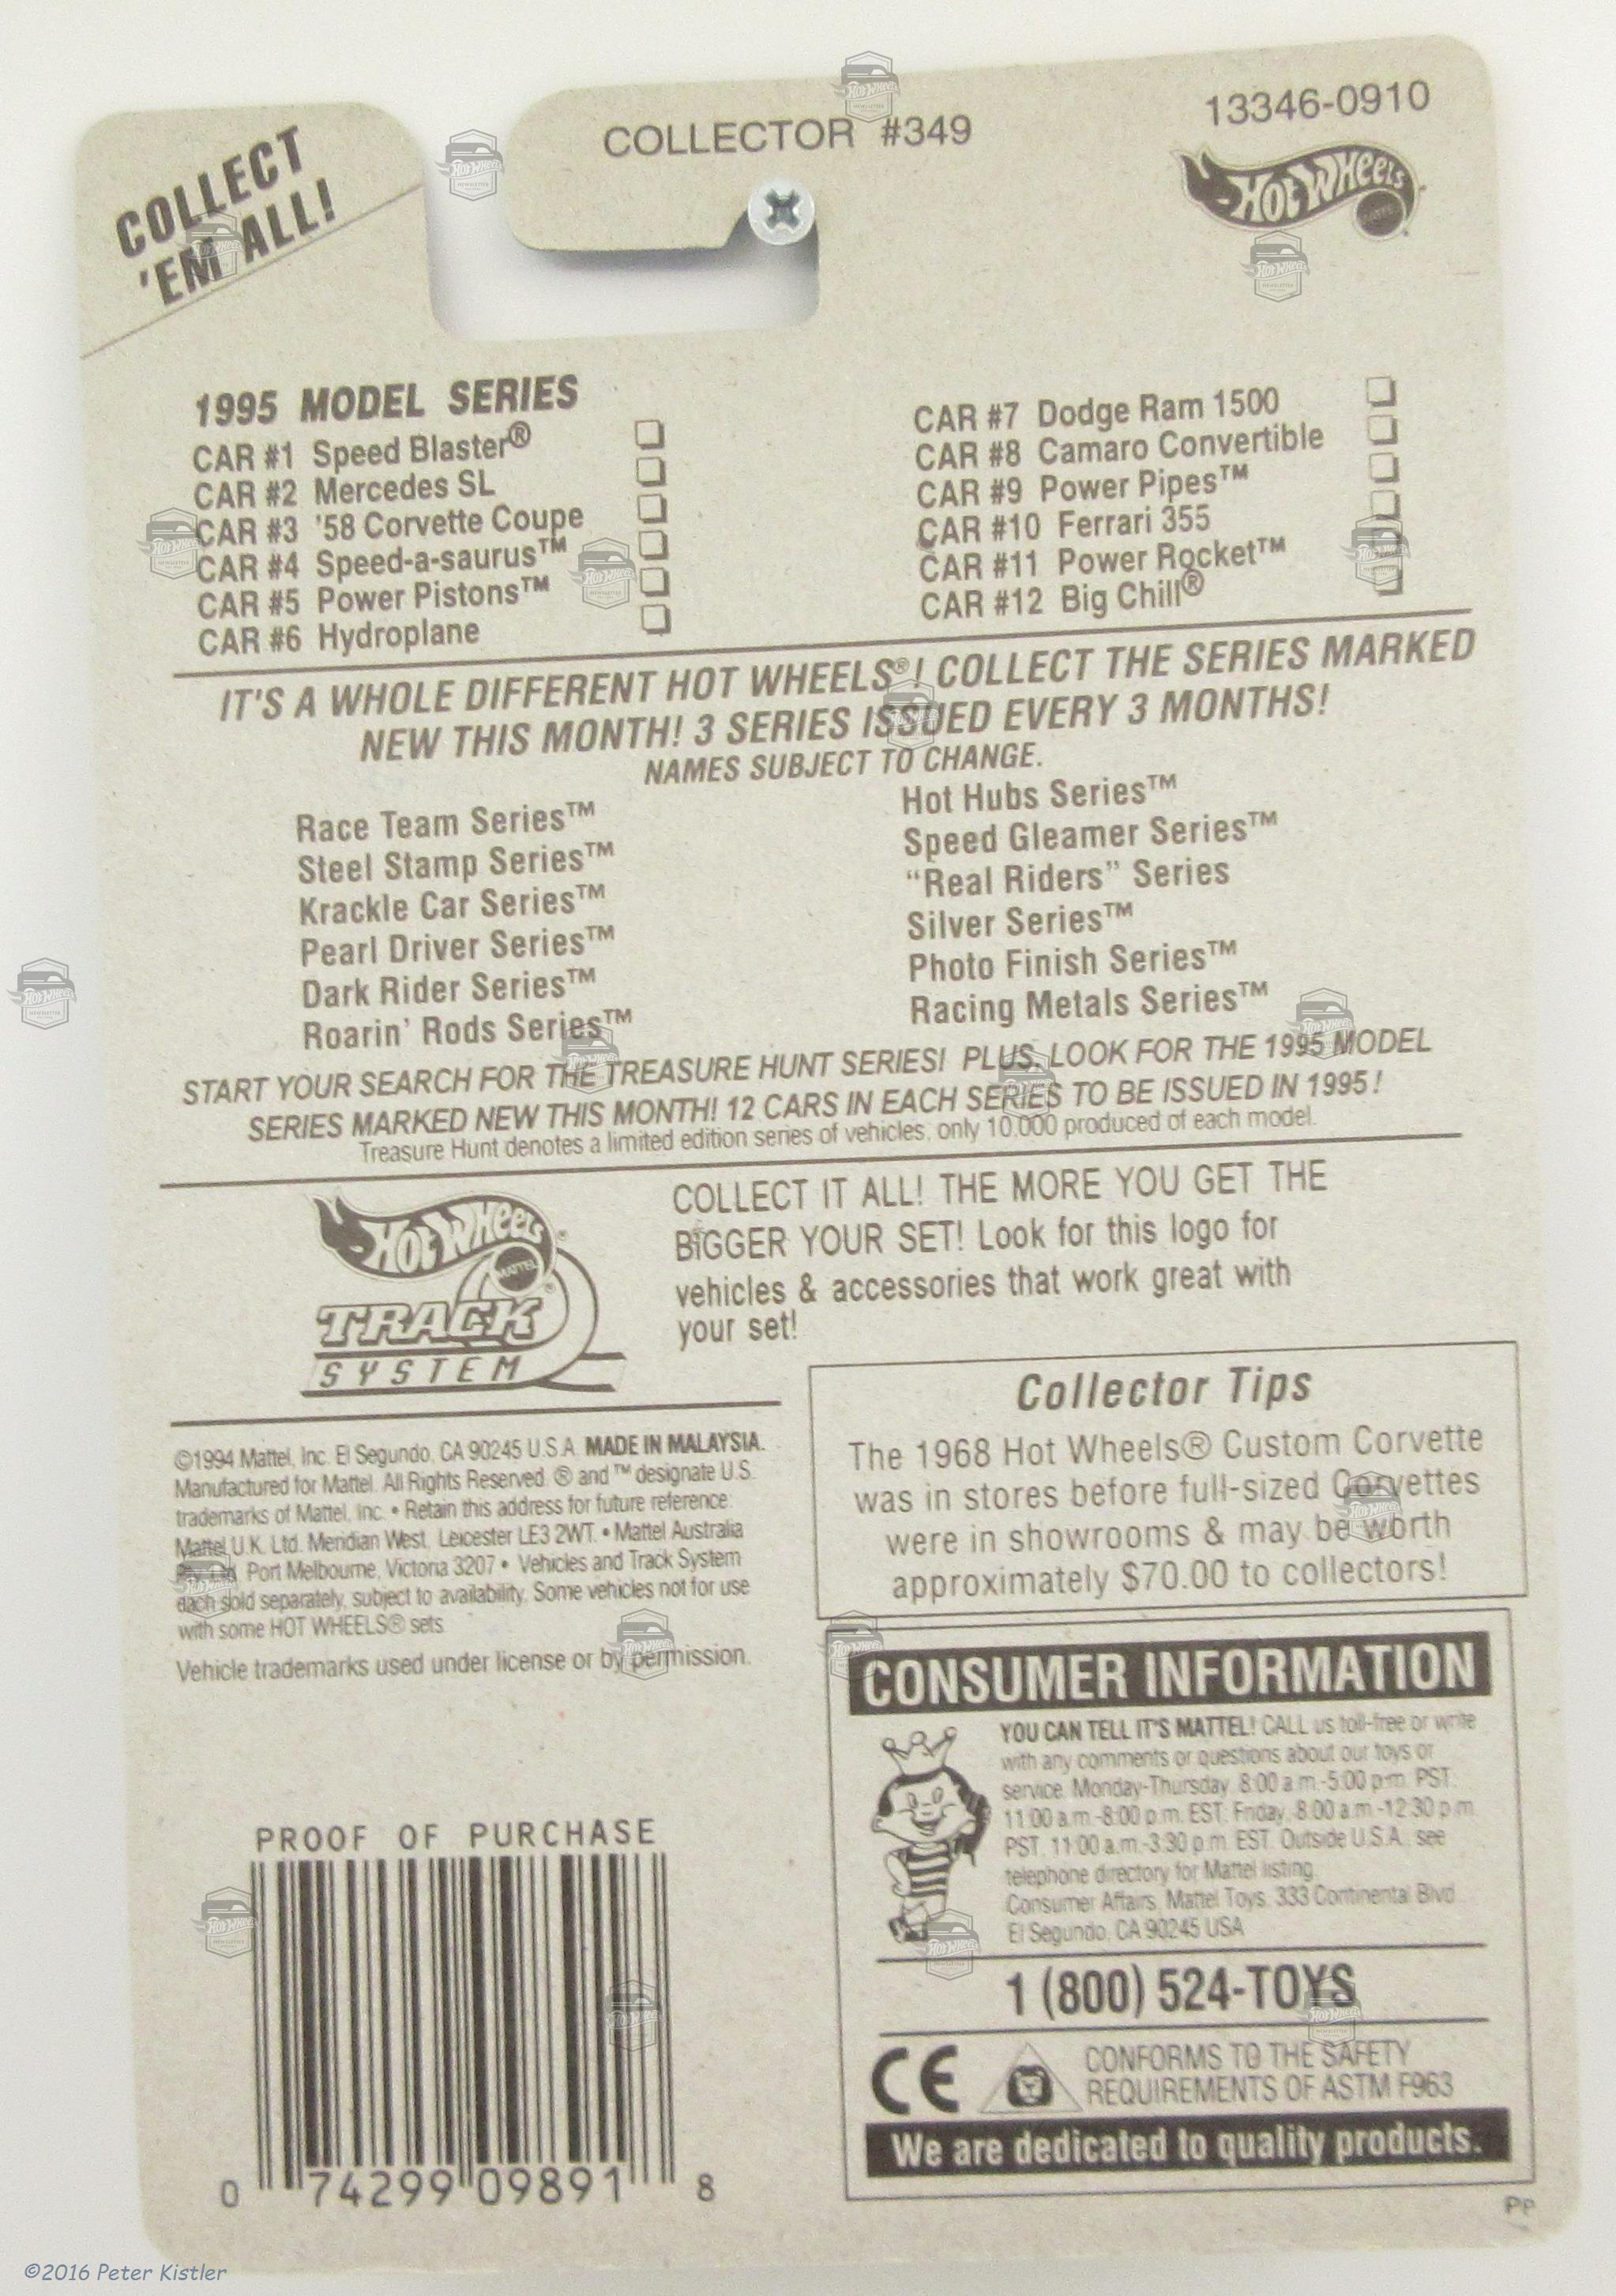 COLLECT
'EM ALL!
COLLECTOR #349
13346-0910
HOT WHEELS
1995 MODEL SERIES
CAR #1 Speed Blaster®
CAR #2 Mercedes SL
CAR #3 '58 Corvette Coupe
CAR #4 Speed-a-saurus™
CAR #5 Power Pistons™
CAR #6 Hydroplane
CAR #7 Dodge Ram 1500
CAR #8 Camaro Convertible
CAR #9 Power Pipes™
CAR #10 Ferrari 355
CAR #11 Power Rocket™
CAR #12 Big Chill®
IT'S A WHOLE DIFFERENT HOT WHEELS®! COLLECT THE SERIES MARKED
NEW THIS MONTH! 3 SERIES ISSUED EVERY 3 MONTHS!
NAMES SUBJECT TO CHANGE.
Race Team Series™
Steel Stamp Series™
Krackle Car Series™
Pearl Driver Series™
Dark Rider Series™
Roarin' Rods Series™
Hot Hubs Series™
Speed Gleamer Series™
“Real Riders” Series
Silver Series™
Photo Finish Series™
Racing Metals Series™
START YOUR SEARCH FOR THE TREASURE HUNT SERIES! PLUS, LOOK FOR THE 1995 MODEL
SERIES MARKED NEW THIS MONTH! 12 CARS IN EACH SERIES TO BE ISSUED IN 1995!
Treasure Hunt denotes a limited edition series of vehicles, only 10,000 produced of each model.
HOT WHEELS
MATTEL
TRACK
SYSTEM
COLLECT IT ALL! THE MORE YOU GET THE
BIGGER YOUR SET! Look for this logo for
vehicles & accessories that work great with
your set!
Collector Tips
The 1968 Hot Wheels® Custom Corvette
was in stores before full-sized Corvettes
were in showrooms & may be worth
approximately $70.00 to collectors!
©1994 Mattel, Inc. El Segundo, CA 90245 U.S.A. MADE IN MALAYSIA.
Manufactured for Mattel. All Rights Reserved. ® and ™ designate U.S.
trademarks of Mattel, Inc. • Retain this address for future reference:
Mattel U.K. Ltd. Meridian West, Leicester LE3 2WT. • Mattel Australia
Pty. Ltd. Port Melbourne, Victoria 3207 • Vehicles and Track System
each sold separately, subject to availability. Some vehicles not for use
with some HOT WHEELS® sets.
Vehicle trademarks used under license or by permission.
CONSUMER INFORMATION
YOU CAN TELL IT'S MATTEL! CALL us toll-free or write
with any comments or questions about our toys or
service, Monday-Thursday, 8:00 a.m.-5:00 p.m. PST,
11:00 a.m.-8:00 p.m. EST; Friday, 8:00 a.m.-12:30 p.m.
PST, 11:00 a.m.-3:30 p.m. EST. Outside U.S.A., see
telephone directory for Mattel listing.
Consumer Affairs, Mattel Toys, 333 Continental Blvd.,
El Segundo, CA 90245 USA
1 (800) 524-TOYS
CE
CONFORMS TO THE SAFETY
REQUIREMENTS OF ASTM F963
We are dedicated to quality products.
PROOF OF PURCHASE
0 74299 09891 8
PP
©2016 Peter Kistler